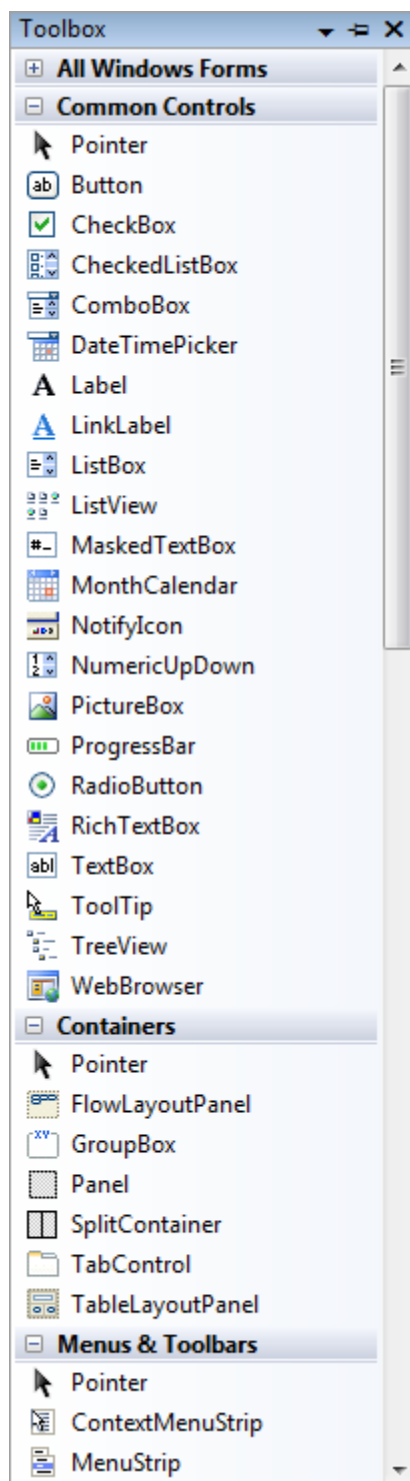 Toolbox
All Windows Forms
Common Controls
Pointer
Button
CheckBox
CheckedListBox
ComboBox
DateTimePicker
Label
LinkLabel
ListBox
ListView
MaskedTextBox
MonthCalendar
NotifyIcon
NumericUpDown
PictureBox
ProgressBar
RadioButton
RichTextBox
TextBox
ToolTip
TreeView
WebBrowser
Containers
Pointer
FlowLayoutPanel
GroupBox
Panel
SplitContainer
TabControl
TableLayoutPanel
Menus & Toolbars
Pointer
ContextMenuStrip
MenuStrip